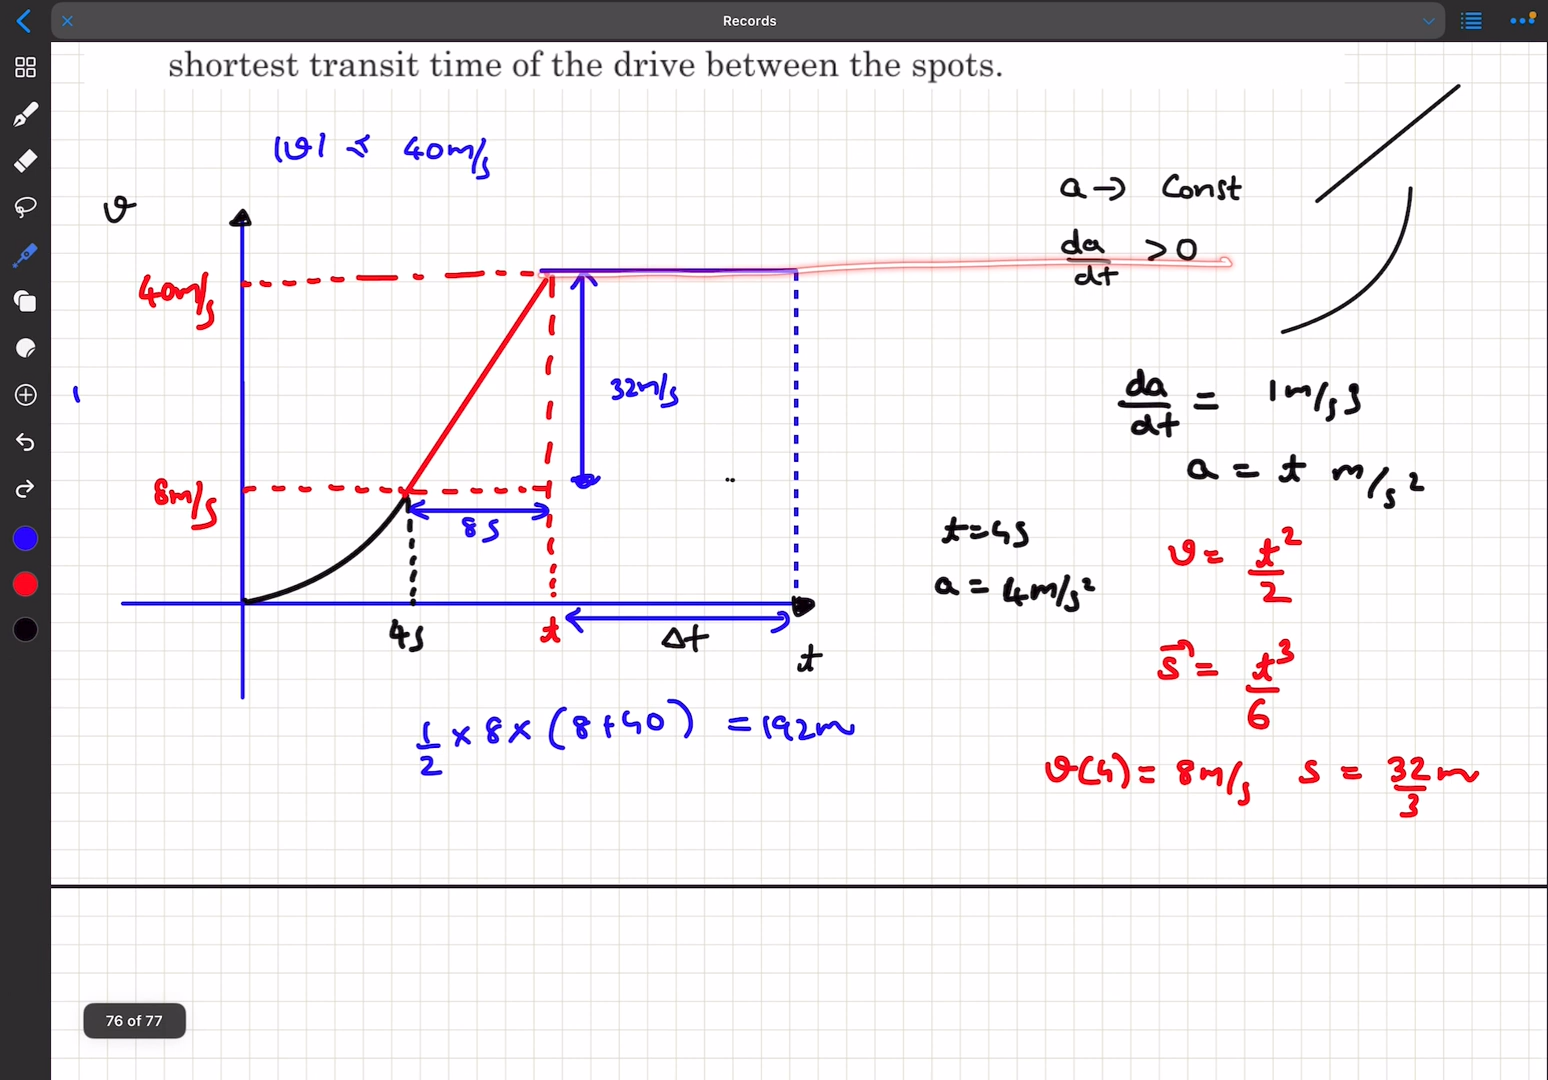 Records
shortest transit time of the drive between the spots.
|v| ≤ 40m/s
v
a → Const
da/dt > 0
40m/s
32m/s
da/dt = 1m/s3
a = t m/s²
8m/s
8s
t=4s
v = t²/2
a = 4m/s²
4s
t
Δt
t
s⃗ = t³/6
1/2 × 8 × (8+40) = 192m
v(4) = 8m/s s = 32/3 m
76 of 77